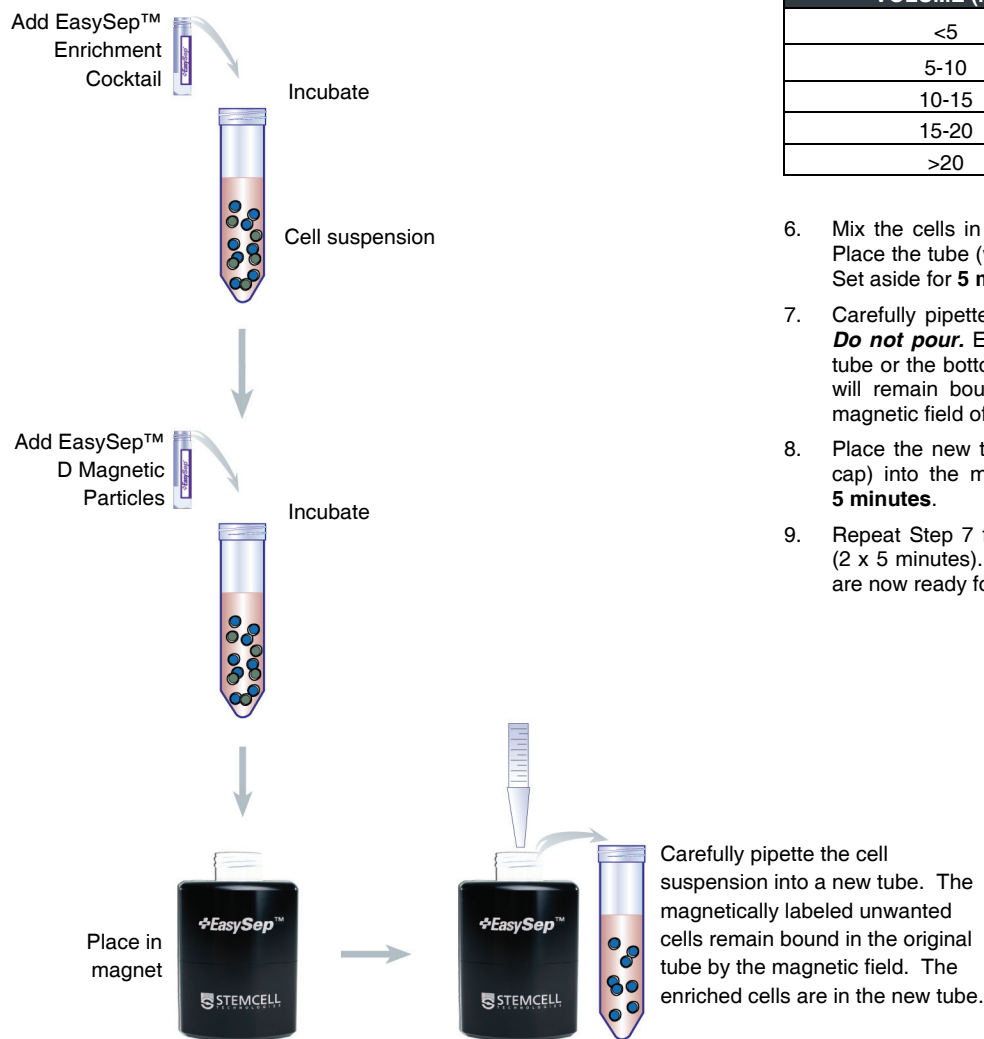 Add EasySep™
Enrichment
Cocktail
Incubate
Cell suspension
Add EasySep™
D Magnetic
Particles
Incubate
Place in
magnet
EasySep™
STEMCELL
TECHNOLOGIES
EasySep™
STEMCELL
TECHNOLOGIES
Carefully pipette the cell
suspension into a new tube. The
magnetically labeled unwanted
cells remain bound in the original
tube by the magnetic field. The
enriched cells are in the new tube.
<5
5-10
10-15
15-20
>20
6. Mix the cells in
Place the tube (
Set aside for 5 m
7. Carefully pipette
Do not pour. E
tube or the botto
will remain bou
magnetic field of
8. Place the new t
cap) into the m
5 minutes.
9. Repeat Step 7 f
(2 x 5 minutes).
are now ready fo